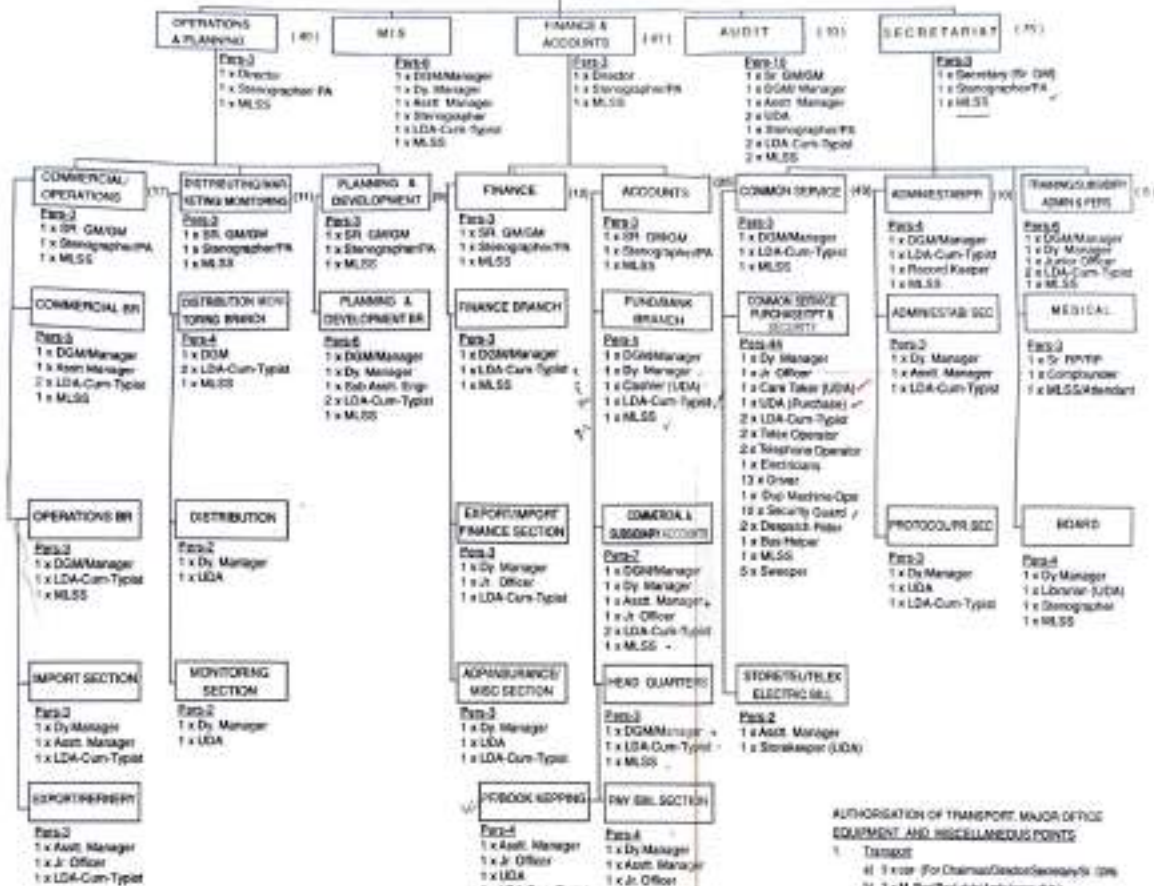 OPERATIONS
& PLANNING
Pers-3
1 x Director
1 x Stenographer/PA
1 x MLSS
MIS
Pers-6
1 x DGM/Manager
1 x Dy. Manager
1 x Asstt. Manager
1 x Stenographer
1 x LDA-Cum-Typist
1 x MLSS
FINANCE &
ACCOUNTS
Pers-3
1 x Director
1 x Stenographer/PA
1 x MLSS
AUDIT
Pers-10
1 x Sr. GM/GM
1 x DGM/Manager
1 x Asstt. Manager
2 x UDA
1 x Stenographer/PA
2 x LDA-Cum-Typist
2 x MLSS
SECRETARIAT
Pers-3
1 x Secretary (Sr. GM)
1 x Stenographer/PA
1 x MLSS
COMMERCIAL/
OPERATIONS
(17)
Pers-3
1 x SR. GM/GM
1 x Stenographer/PA
1 x MLSS
DISTRIBUTING/MAR
KETING MONITORING
(11)
Pers-3
1 x SR. GM/GM
1 x Stenographer/PA
1 x MLSS
PLANNING &
DEVELOPMENT
(9)
Pers-3
1 x SR. GM/GM
1 x Stenographer/PA
1 x MLSS
FINANCE
Pers-3
1 x SR. GM/GM
1 x Stenographer/PA
1 x MLSS
ACCOUNTS
Pers-3
1 x SR. GM/GM
1 x Stenographer/PA
1 x MLSS
COMMON SERVICE
Pers-3
1 x DGM/Manager
1 x LDA-Cum-Typist
1 x MLSS
ADMIN/ESTAB/PR
(10)
Pers-4
1 x DGM/Manager
1 x LDA-Cum-Typist
1 x Record Keeper
1 x MLSS
ADMIN & PERS
Pers-6
1 x DGM/Manager
1 x Dy. Manager
1 x Junior Officer
2 x LDA-Cum-Typist
1 x MLSS
COMMERCIAL BR
Pers-5
1 x DGM/Manager
1 x Asstt. Manager
2 x LDA-Cum-Typist
1 x MLSS
DISTRIBUTION MONI
TORING BRANCH
Pers-4
1 x DGM
2 x LDA-Cum-Typist
1 x MLSS
PLANNING &
DEVELOPMENT BR
Pers-6
1 x DGM/Manager
1 x Dy. Manager
1 x Sub Asstt. Engr
2 x LDA-Cum-Typist
1 x MLSS
FINANCE BRANCH
Pers-3
1 x DGM/Manager
1 x LDA-Cum-Typist
1 x MLSS
FUND/BANK
BRANCH
Pers-5
1 x DGM/Manager
1 x Dy. Manager
1 x Cashier (UDA)
1 x LDA-Cum-Typist
1 x MLSS
COMMON SERVICE
PURCHASE/TPT &
SECURITY
Pers-44
1 x Dy. Manager
1 x Jr. Officer
1 x Care Taker (UDA)
1 x UDA (Purchase)
2 x LDA-Cum-Typist
2 x Telex Operator
2 x Telephone Operator
1 x Electricians
13 x Driver
1 x Dup Machine-Ope
10 x Security Guard
2 x Despatch Rider
1 x Bus Helper
1 x MLSS
5 x Sweeper
ADMIN/ESTAB/ SEC
Pers-3
1 x Dy. Manager
1 x Asstt. Manager
1 x LDA-Cum-Typist
MEDICAL
Pers-3
1 x Sr. RP/RP
1 x Compounder
1 x MLSS/Attendant
OPERATIONS BR
Pers-3
1 x DGM/Manager
1 x LDA-Cum-Typist
1 x MLSS
DISTRIBUTION
Pers-2
1 x Dy. Manager
1 x UDA
EXPORT/IMPORT
FINANCE SECTION
Pers-3
1 x Dy. Manager
1 x Jr. Officer
1 x LDA-Cum-Typist
COMMERCIAL &
SUBSIDIARY ACCOUNTS
Pers-7
1 x DGM/Manager
1 x Dy. Manager
1 x Asstt. Manager
1 x Jr. Officer
2 x LDA-Cum-Typist
1 x MLSS
PROTOCOL/PR.SEC
Pers-3
1 x Dy.Manager
1 x UDA
1 x LDA-Cum-Typist
BOARD
Pers-4
1 x Dy.Manager
1 x Librarian (UDA)
1 x Stenographer
1 x MLSS
IMPORT SECTION
Pers-3
1 x Dy.Manager
1 x Asstt. Manager
1 x LDA-Cum-Typist
MONITORING
SECTION
Pers-2
1 x Dy. Manager
1 x UDA
ADP/INSURANCE/
MISC SECTION
Pers-3
1 x Dy. Manager
1 x UDA
1 x LDA-Cum-Typist
HEAD QUARTERS
Pers-3
1 x DGM/Manager
1 x LDA-Cum-Typist
1 x MLSS
STORE/TEL/TELEX
ELECTRIC BILL
Pers-2
1 x Asstt. Manager
1 x Storekeeper (UDA)
EXPORT/REFINERY
Pers-3
1 x Asstt. Manager
1 x Jr. Officer
1 x LDA-Cum-Typist
PF/BOOK KEPPING
Pers-4
1 x Asstt. Manager
1 x Jr. Officer
1 x UDA
PAY BILL SECTION
Pers-4
1 x Dy.Manager
1 x Asstt. Manager
1 x Jr. Officer
AUTHORISATION OF TRANSPORT, MAJOR OFFICE
EQUIPMENT AND MISCELLANEOUS POINTS
1. Transport